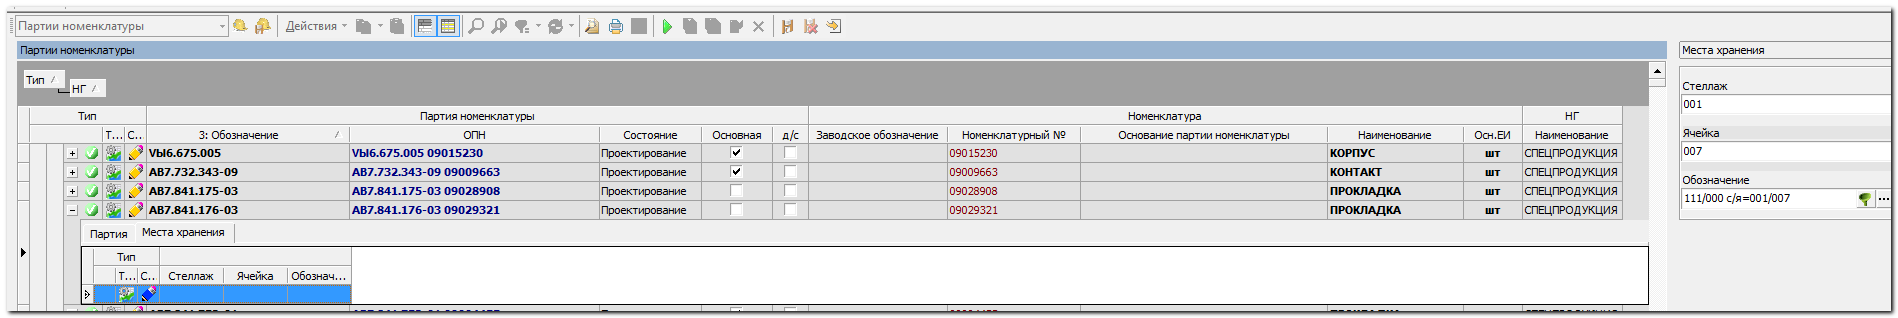 Партии номенклатуры
Действия
Партии номенклатуры
Места хранения
Тип
НГ
Стеллаж
001
Тип Партия номенклатуры Номенклатура НГ
Т... С... 3: Обозначение ОПН Состояние Основная д/с Заводское обозначение Номенклатурный № Основание партии номенклатуры Наименование Осн.ЕИ Наименование
Ячейка
007
VЫ6.675.005 VЫ6.675.005 09015230 Проектирование 09015230 КОРПУС шт СПЕЦПРОДУКЦИЯ
АВ7.732.343-09 АВ7.732.343-09 09009663 Проектирование 09009663 КОНТАКТ шт СПЕЦПРОДУКЦИЯ
АВ7.841.175-03 АВ7.841.175-03 09028908 Проектирование 09028908 ПРОКЛАДКА шт СПЕЦПРОДУКЦИЯ
АВ7.841.176-03 АВ7.841.176-03 09029321 Проектирование 09029321 ПРОКЛАДКА шт СПЕЦПРОДУКЦИЯ
Обозначение
111/000 с/я=001/007
...
Партия Места хранения
Тип
Т... С... Стеллаж Ячейка Обознач...